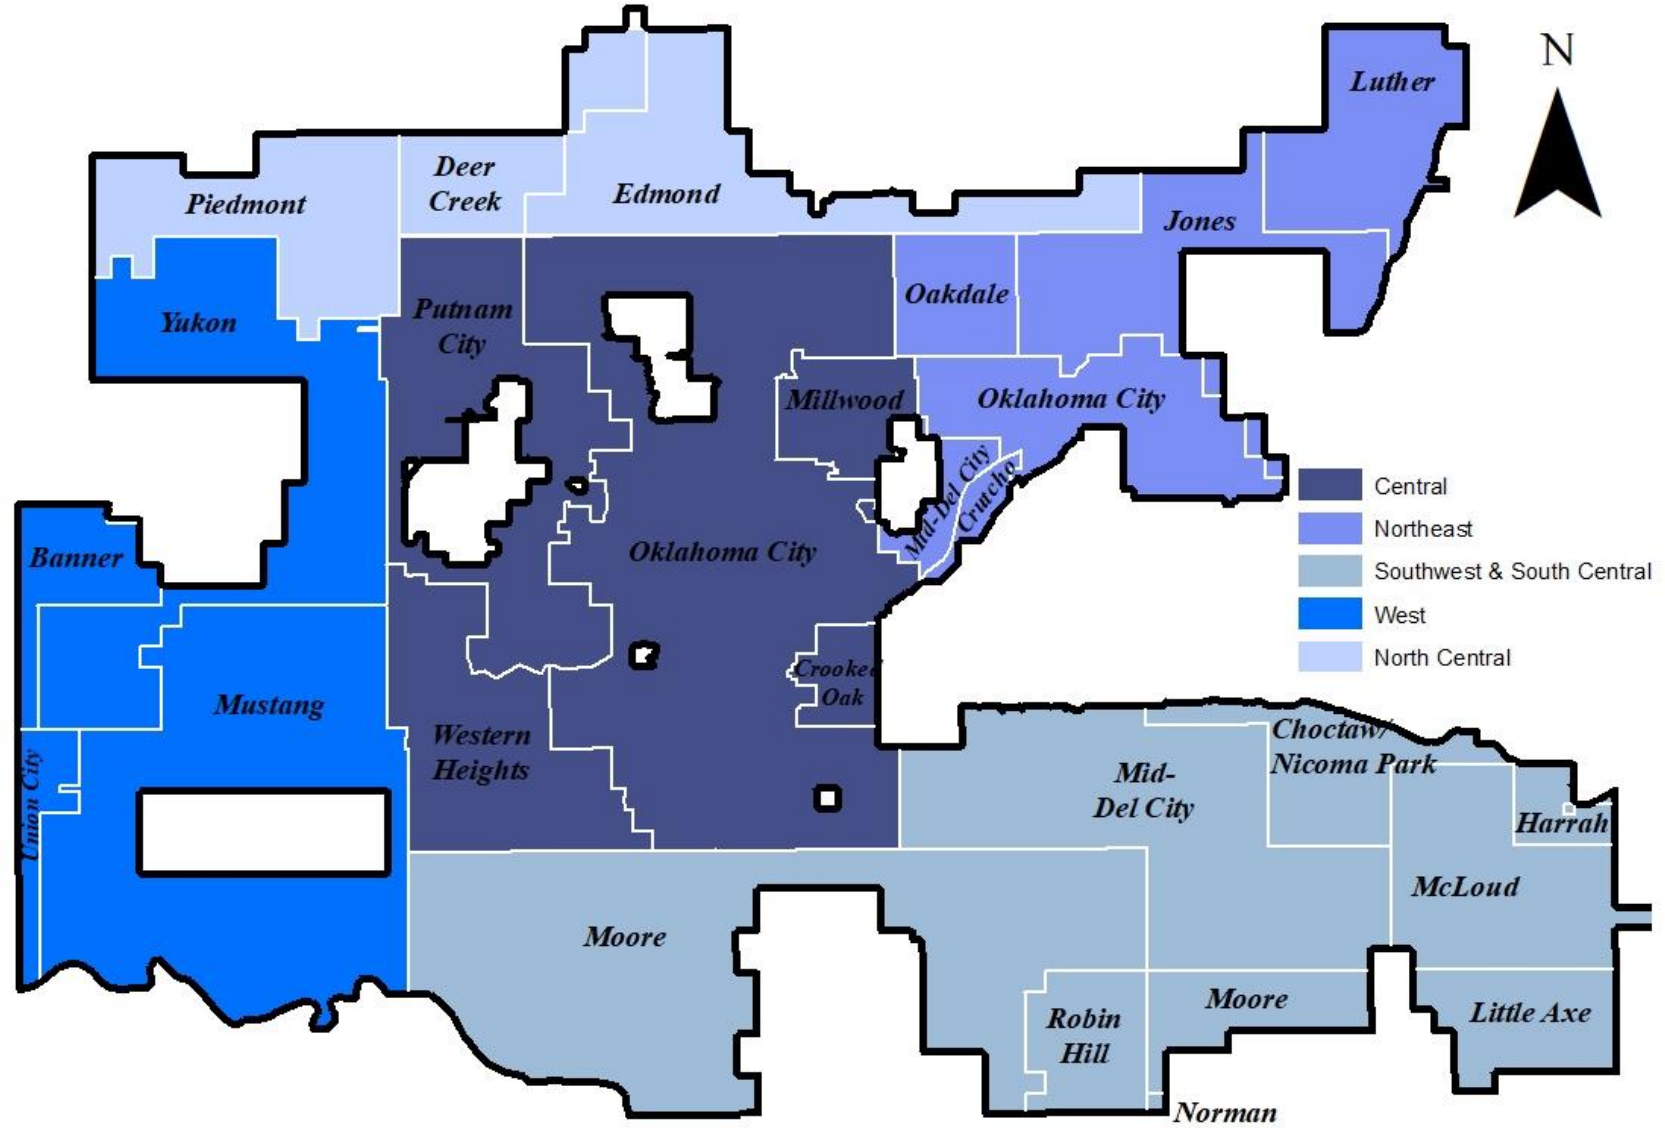 N
Luther
Deer
Creek
Piedmont
Edmond
Jones
Putnam
City
Oakdale
Yukon
Millwood
Oklahoma City
Mid-Del City
Crutcho
Central
Northeast
Southwest & South Central
West
North Central
Banner
Oklahoma City
Crooked
Oak
Mustang
Western
Heights
Union City
Choctaw/
Nicoma Park
Mid-
Del City
Harrah
McLoud
Moore
Moore
Robin
Hill
Little Axe
Norman